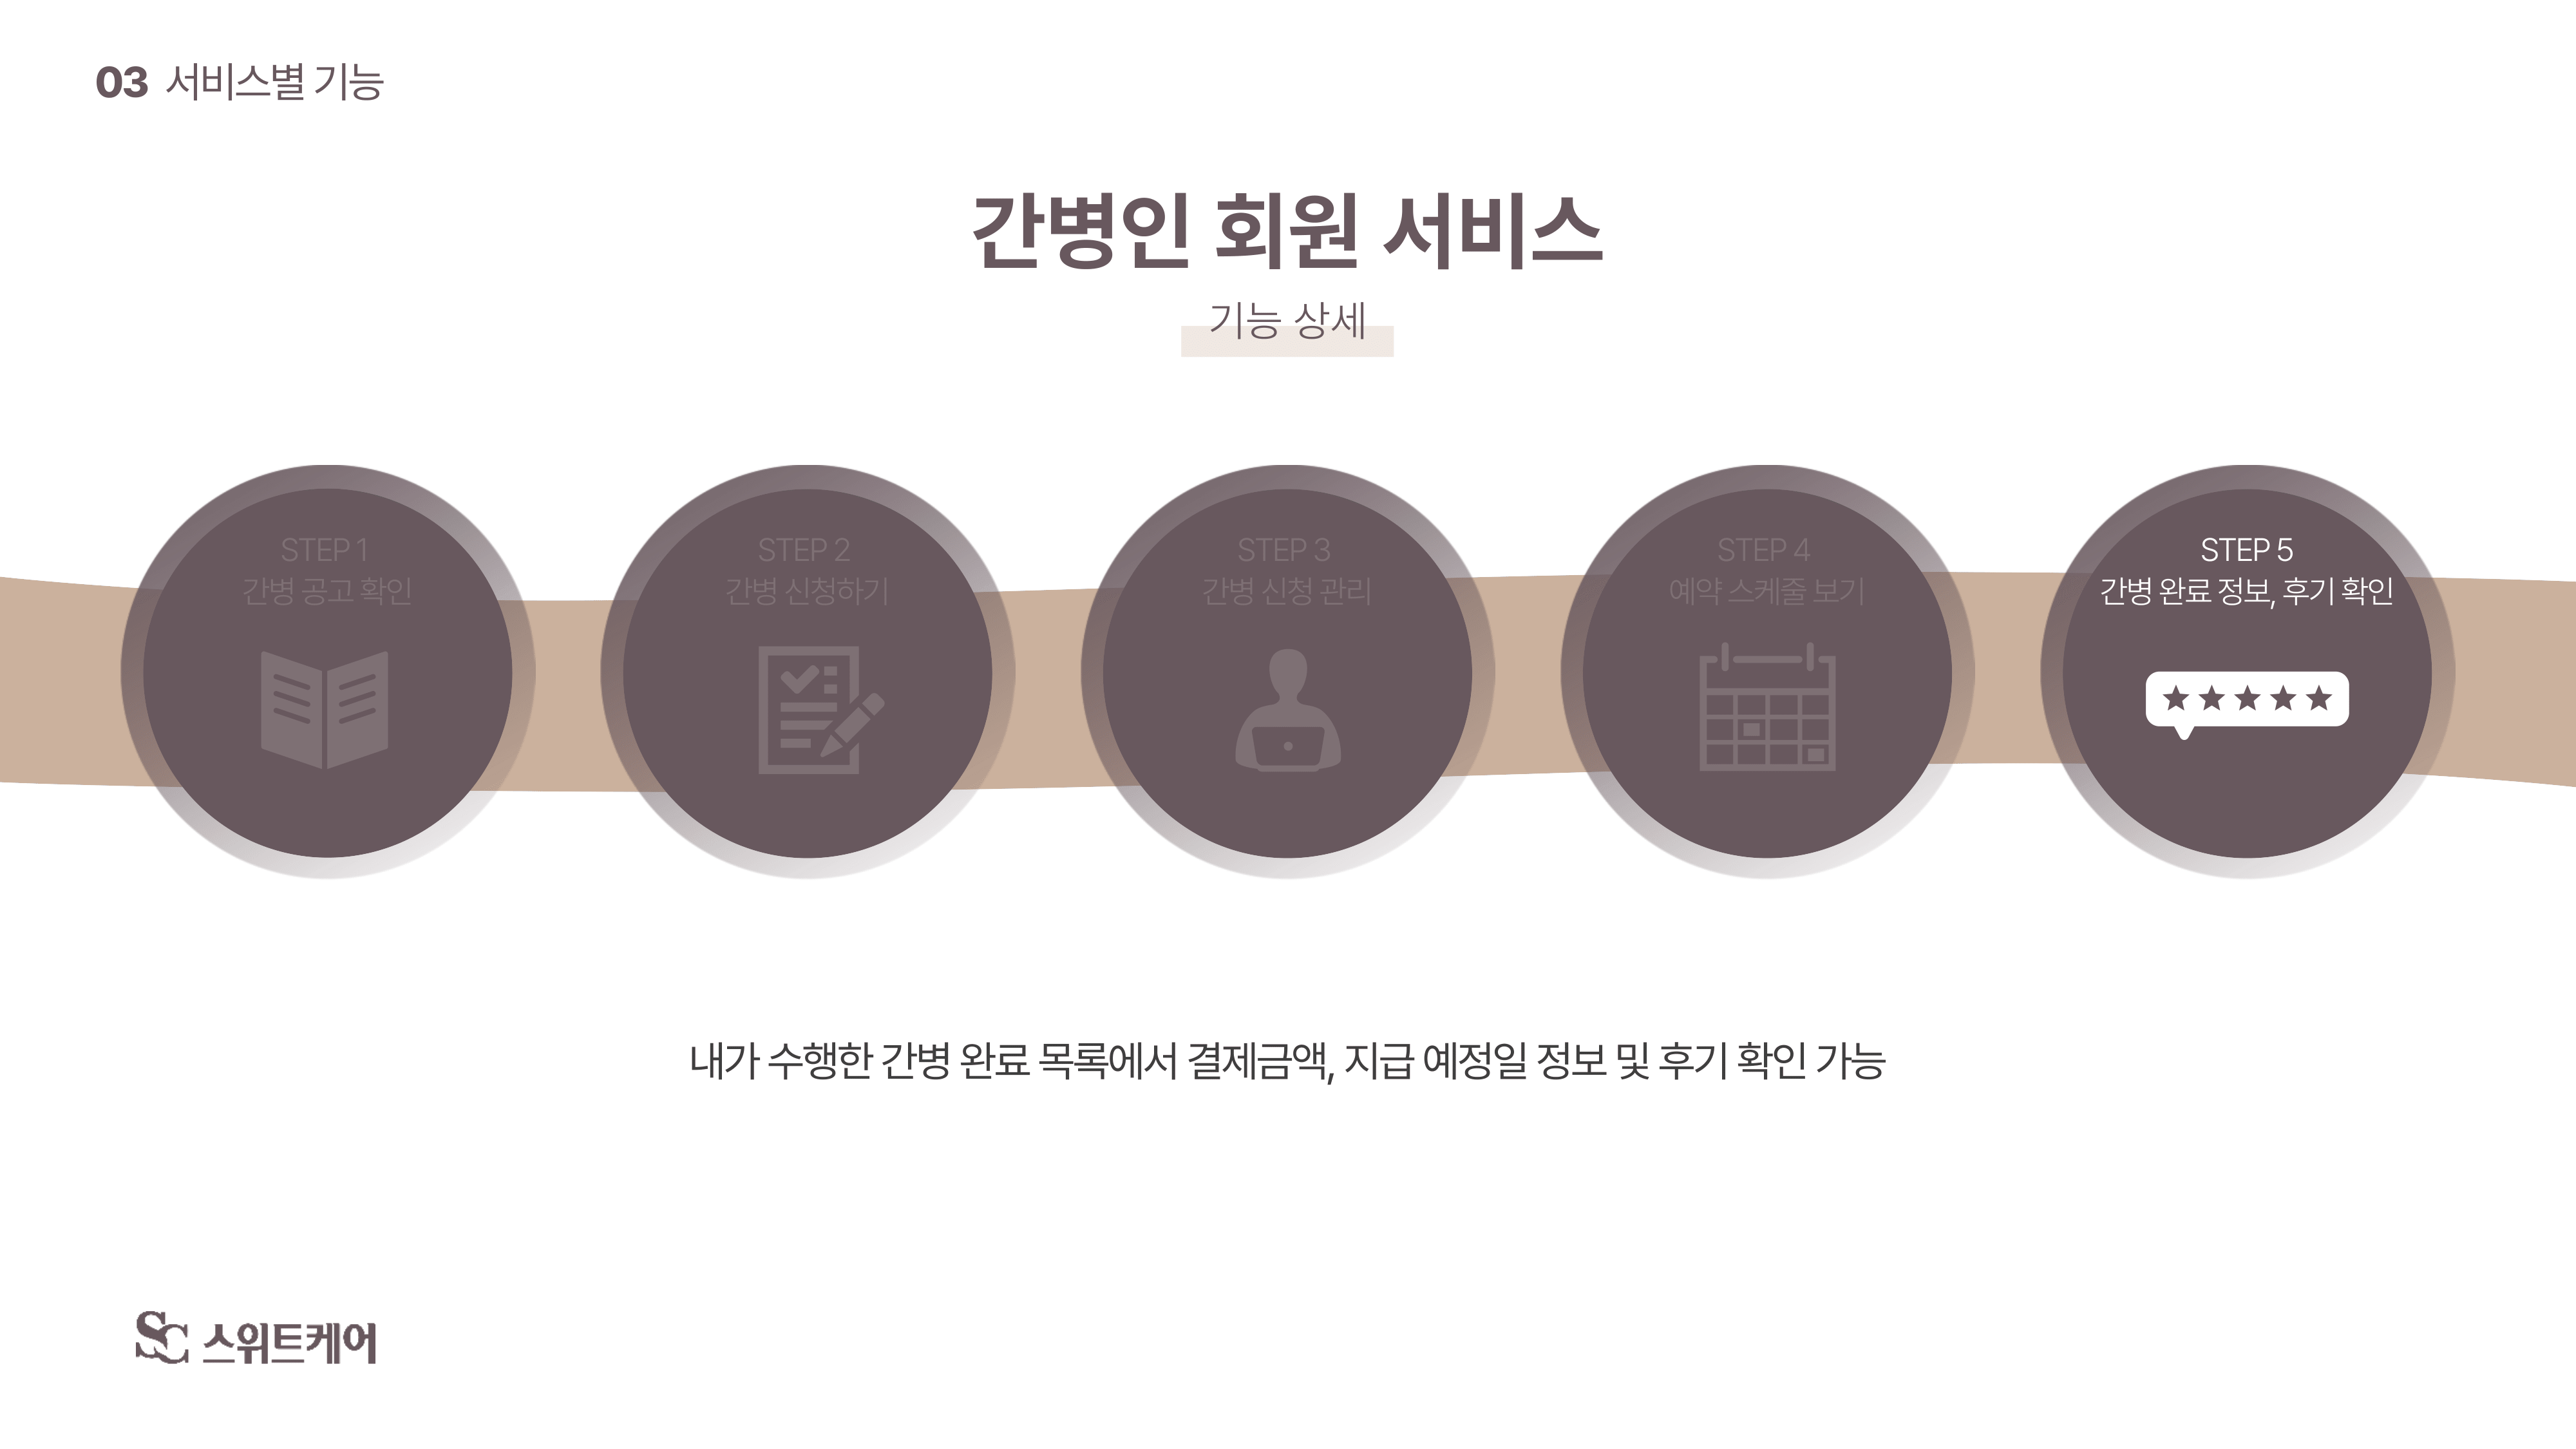 03 서비스별 기능
간병인 회원 서비스
기능 상세
STEP 1
간병 공고 확인
STEP 2
간병 신청하기
STEP 3
간병 신청 관리
STEP 4
예약 스케줄 보기
STEP 5
간병 완료 정보, 후기 확인
내가 수행한 간병 완료 목록에서 결제금액, 지급 예정일 정보 및 후기 확인 가능
SC 스위트케어